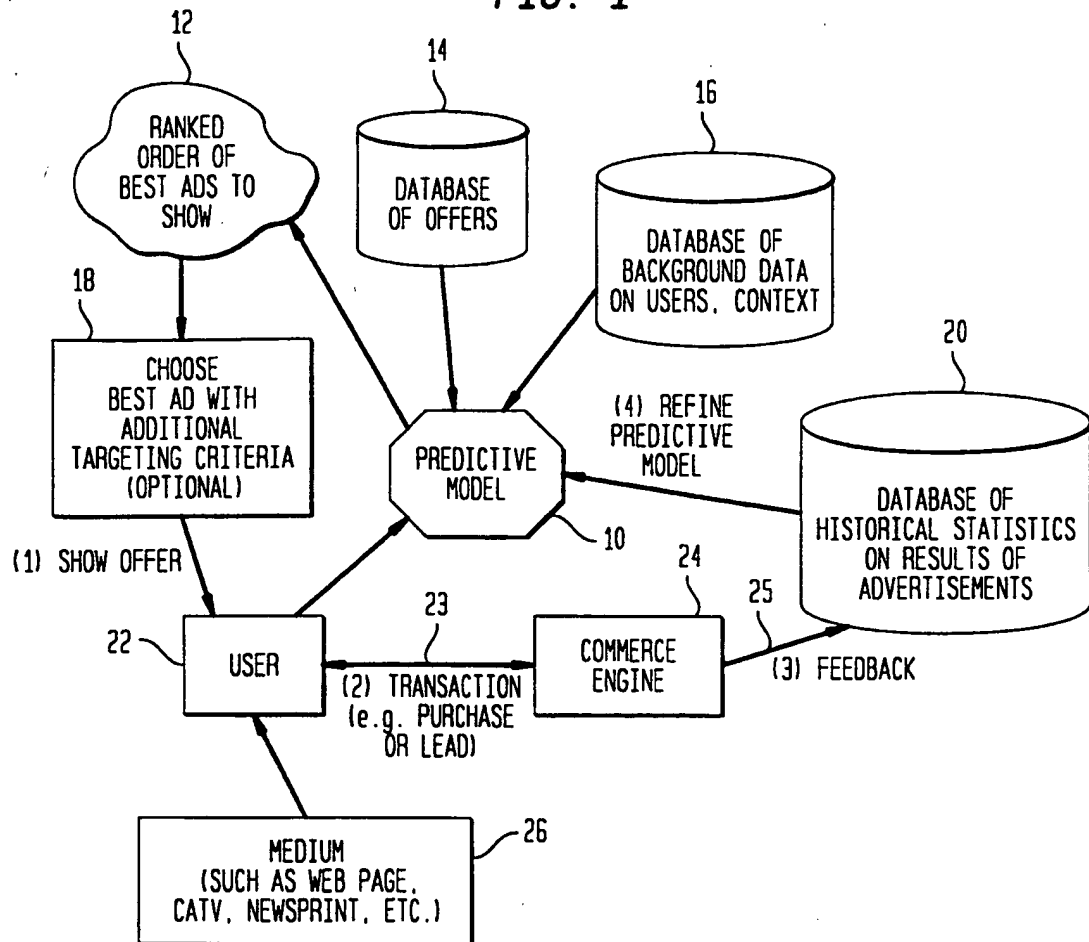 FIG. 1
12
RANKED
ORDER OF
BEST ADS TO
SHOW
14
DATABASE
OF OFFERS
16
DATABASE OF
BACKGROUND DATA
ON USERS, CONTEXT
18
CHOOSE
BEST AD WITH
ADDITIONAL
TARGETING CRITERIA
(OPTIONAL)
PREDICTIVE
MODEL
10
(4) REFINE
PREDICTIVE
MODEL
20
DATABASE OF
HISTORICAL STATISTICS
ON RESULTS OF
ADVERTISEMENTS
(1) SHOW OFFER
22
USER
23
(2) TRANSACTION
(e.g. PURCHASE
OR LEAD)
24
COMMERCE
ENGINE
25
(3) FEEDBACK
26
MEDIUM
(SUCH AS WEB PAGE,
CATV, NEWSPRINT, ETC.)